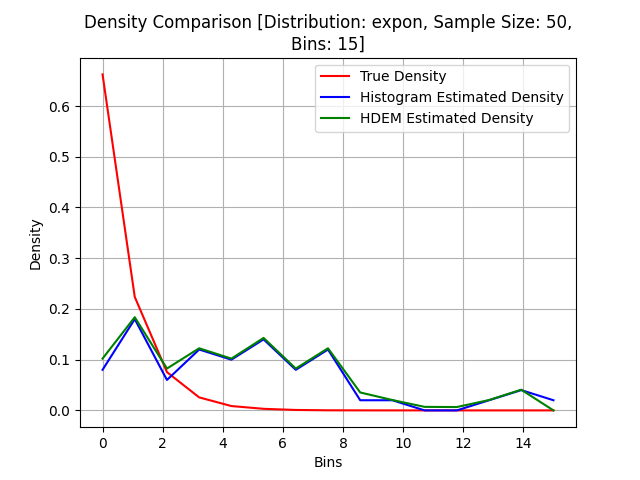 Density Comparison [Distribution: expon, Sample Size: 50,
Bins: 15]
True Density
Histogram Estimated Density
HDEM Estimated Density
Density
0.6
0.5
0.4
0.3
0.2
0.1
0.0
0 2 4 6 8 10 12 14
Bins